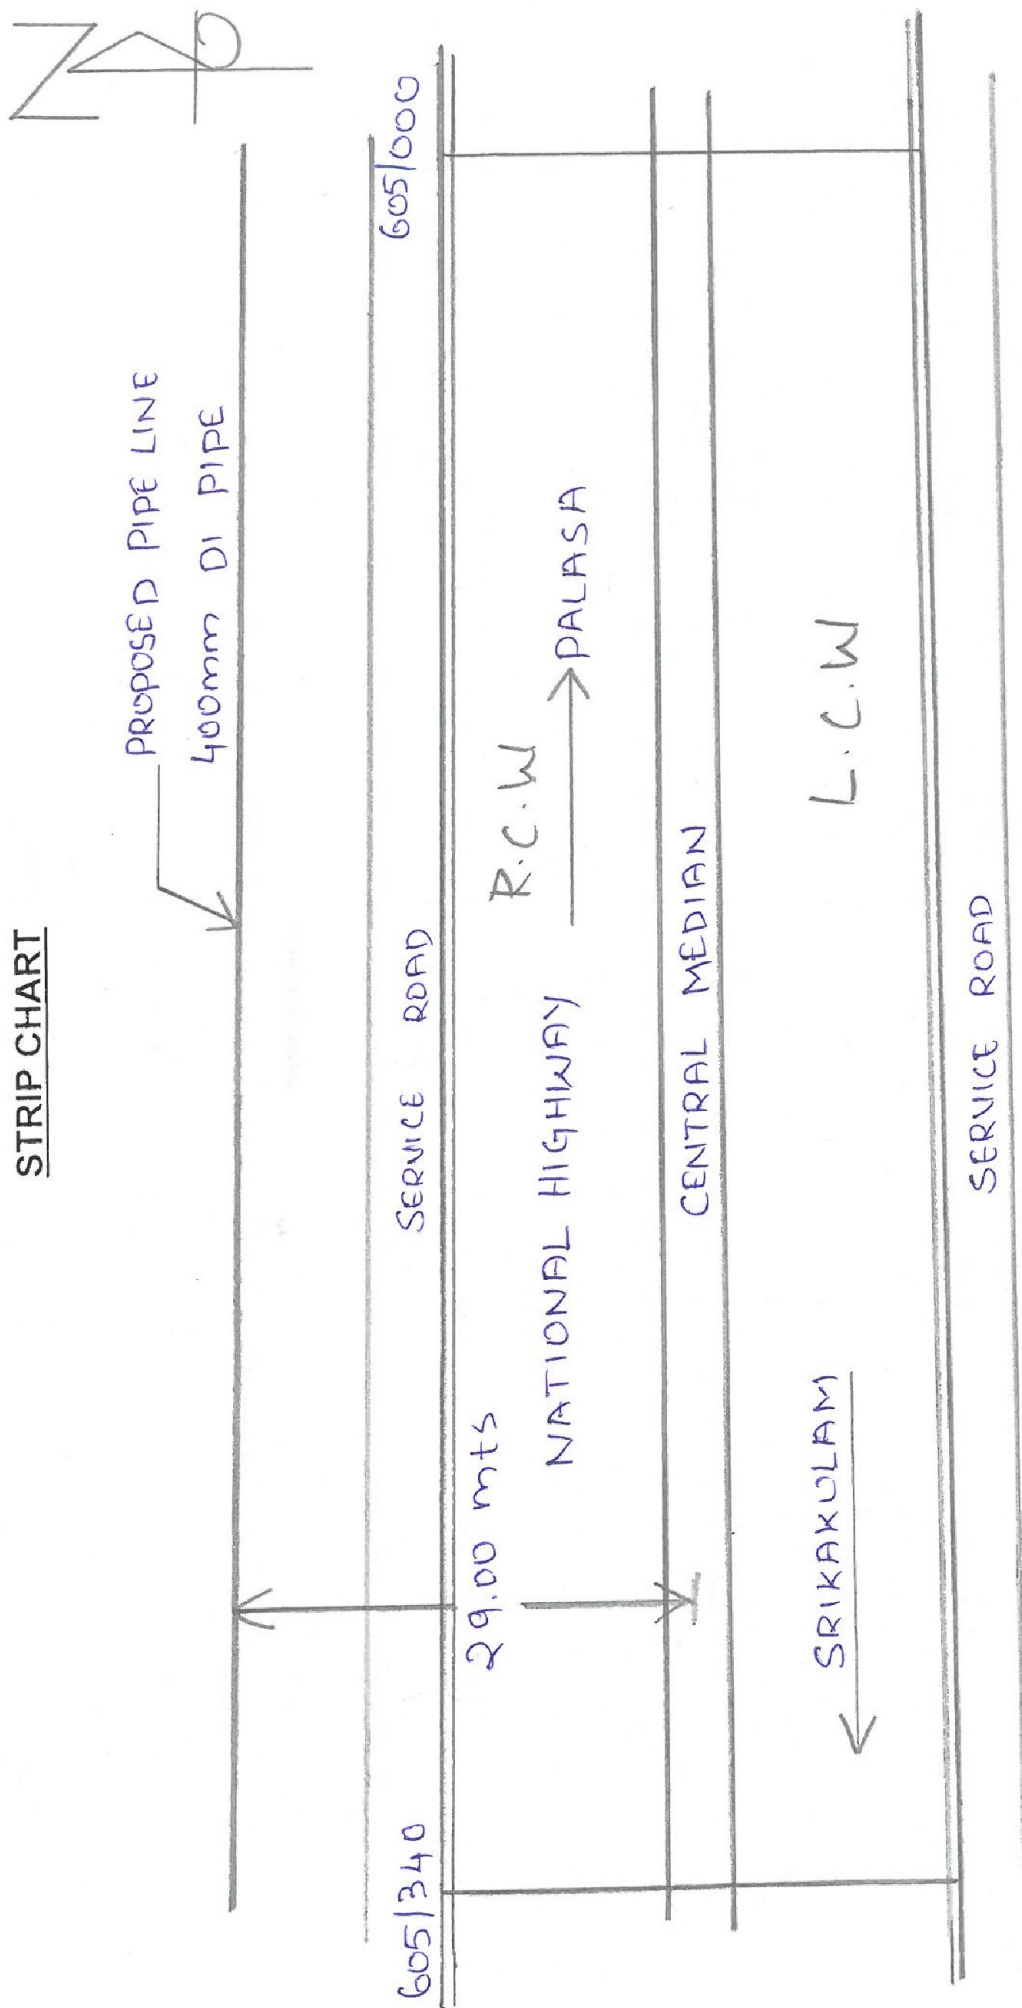 STRIP CHART
N
PROPOSED PIPE LINE
400mm DI PIPE
605/340
SERVICE ROAD
605/000
29.00 mts
NATIONAL HIGHWAY
R.C.W
PALASA
CENTRAL MEDIAN
SRIKAKULAM
L.C.W
SERVICE ROAD